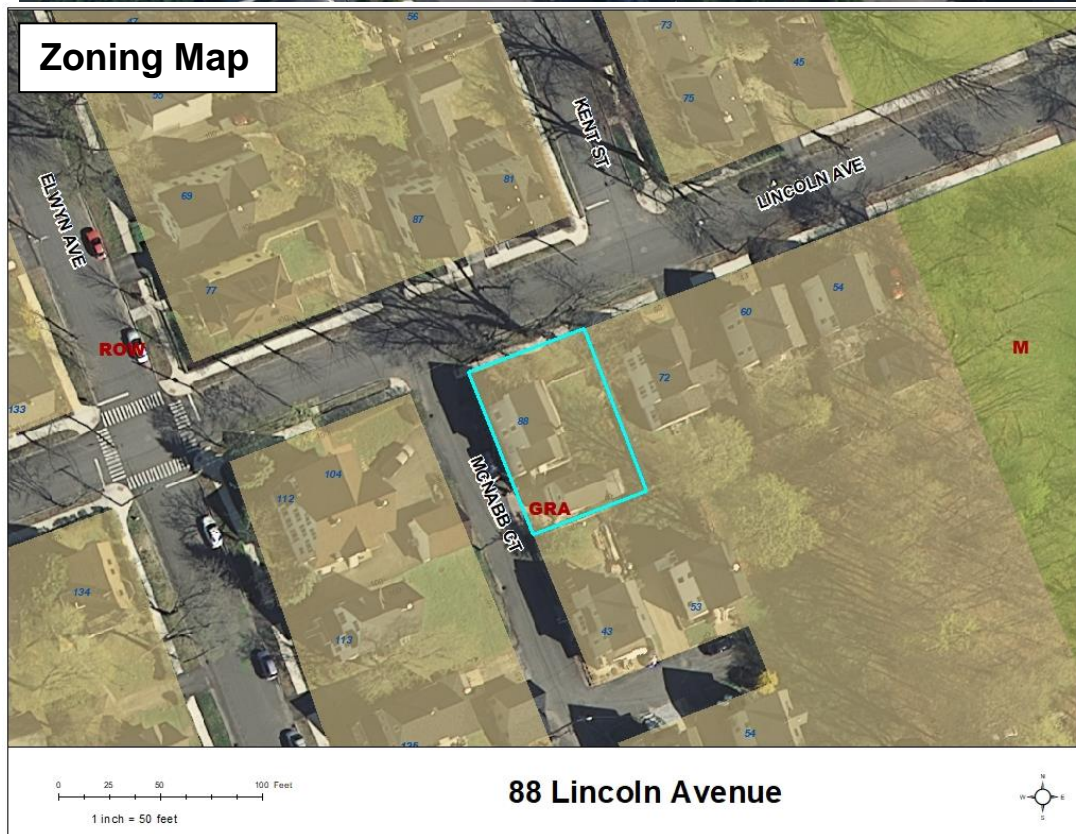 Zoning Map
56
73
45
75
KENT ST
LINCOLN AVE
ELWYN AVE
69
81
87
77
ROW
M
54
60
72
88
133
MCNABB CT
104
112
GRA
134
113
43
53
54
0 25 50 100 Feet
1 inch = 50 feet
88 Lincoln Avenue
N
W E
S